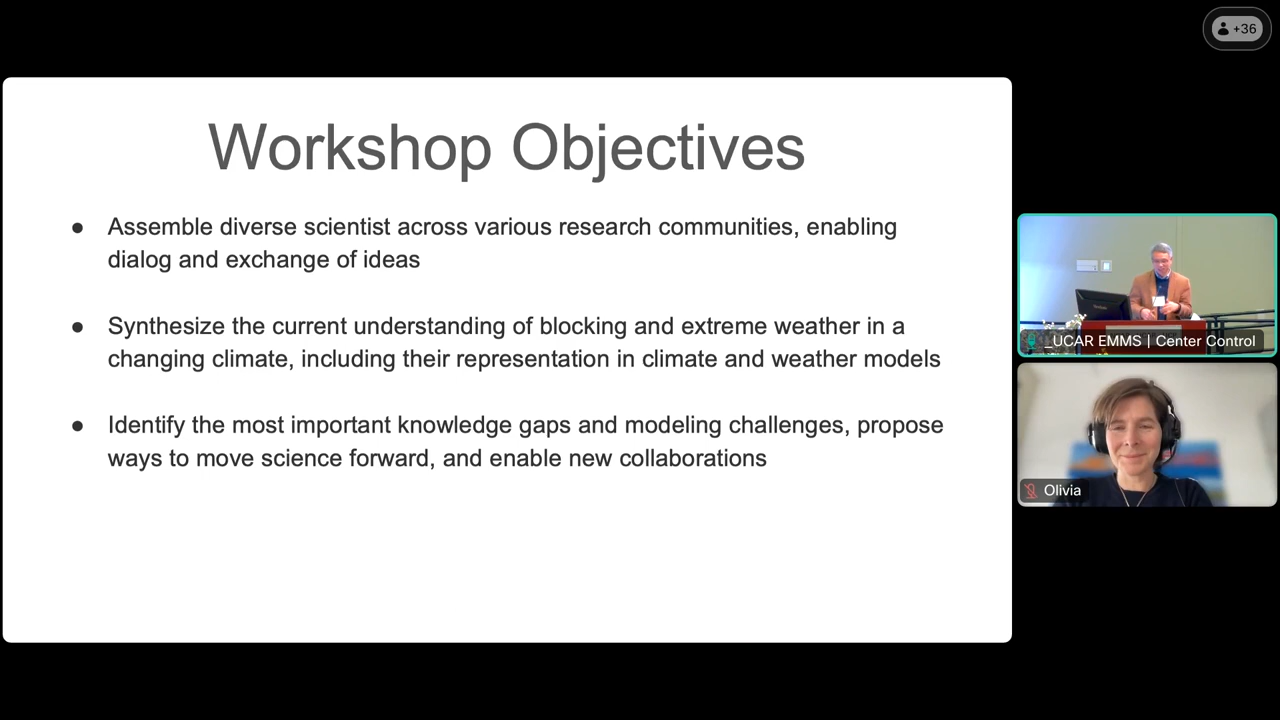 +36
Workshop Objectives
● Assemble diverse scientist across various research communities, enabling
dialog and exchange of ideas
● Synthesize the current understanding of blocking and extreme weather in a
changing climate, including their representation in climate and weather models
● Identify the most important knowledge gaps and modeling challenges, propose
ways to move science forward, and enable new collaborations
_UCAR EMMS | Center Control
Olivia